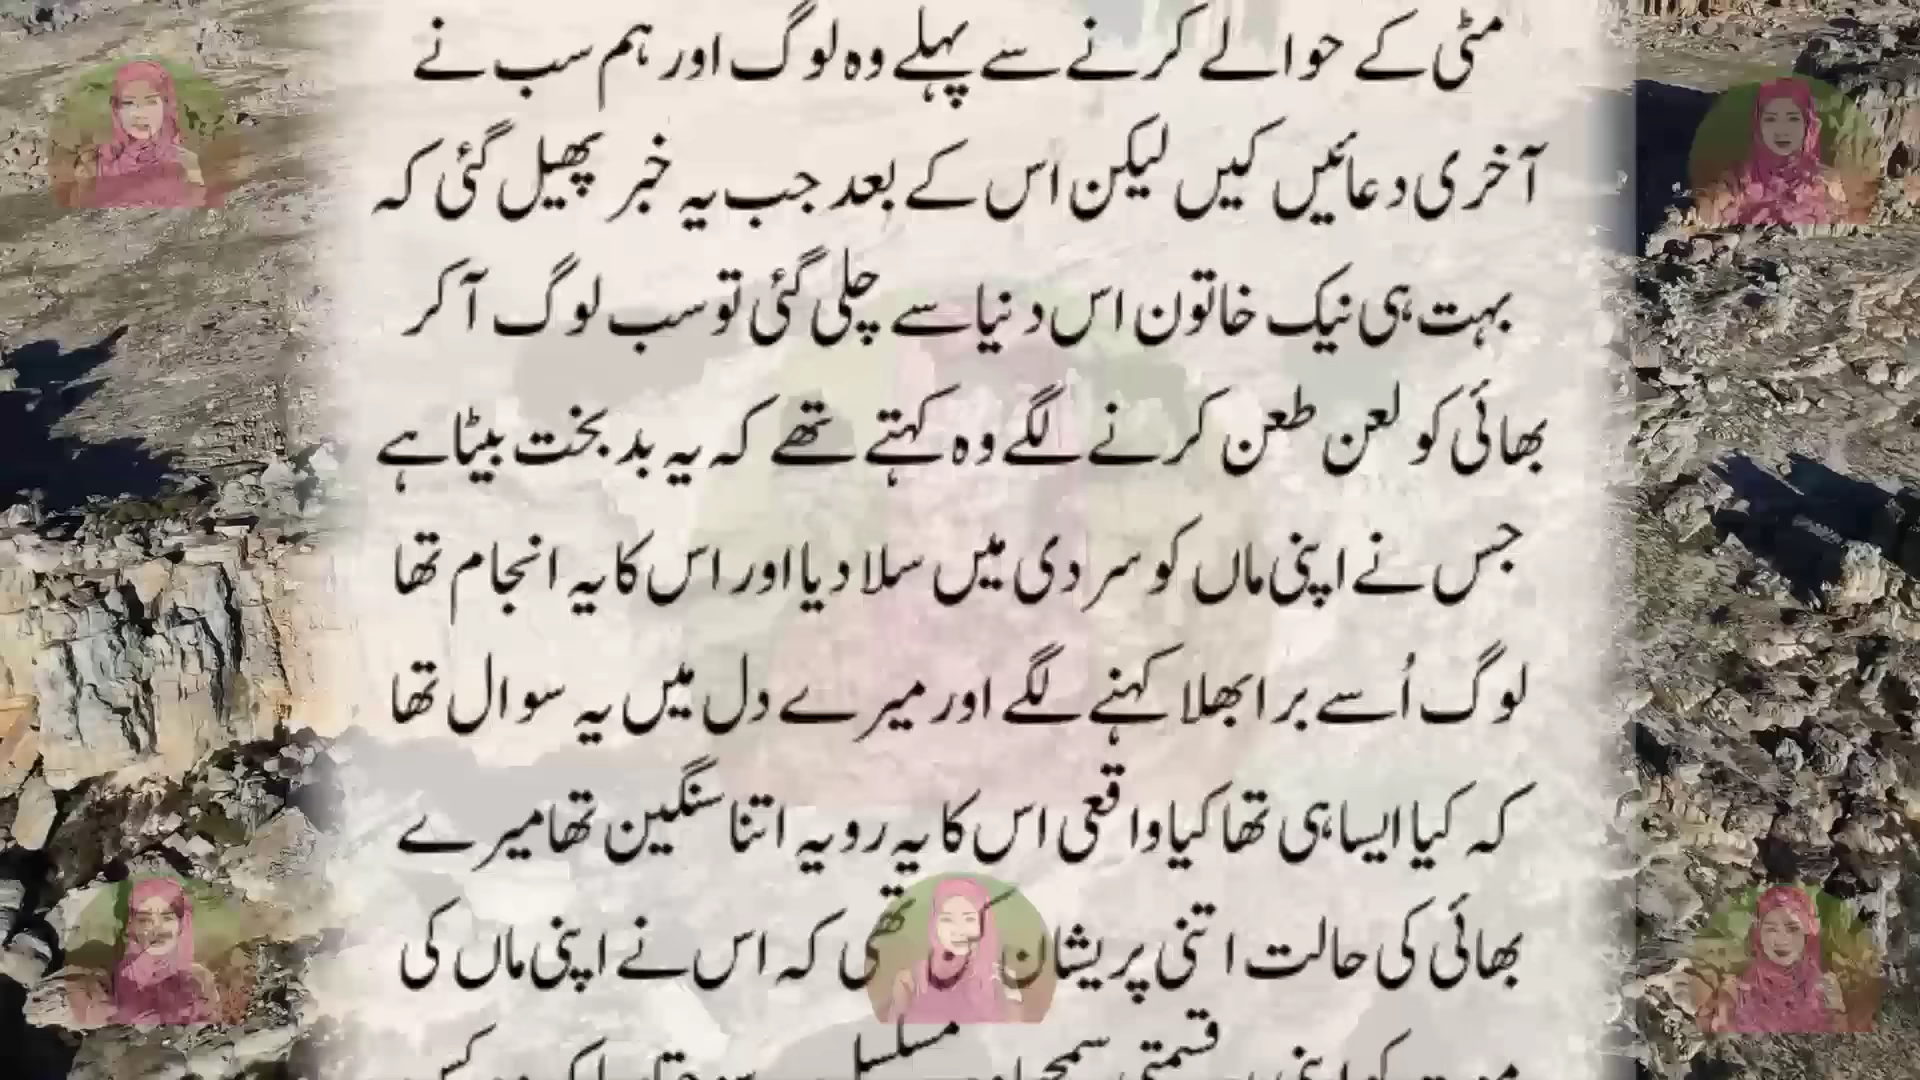 مٹی کے حوالے کرنے سے پہلے وہ لوگ اور ہم سب نے
آخری دعائیں کیں لیکن اس کے بعد جب یہ خبر پھیل گئی کہ
بہت ہی نیک خاتون اس دنیا سے چلی گئی تو سب لوگ آ کر
بھائی کو لعن طعن کرنے لگے وہ کہتے تھے کہ یہ بد بخت بیٹا ہے
جس نے اپنی ماں کو سردی میں سلا دیا اور اس کا یہ انجام تھا
لوگ اُسے برا بھلا کہنے لگے اور میرے دل میں یہ سوال تھا
کہ کیا ایسا ہی تھا کیا واقعی اس کا یہ رویہ اتنا سنگین تھا میرے
بھائی کی حالت اتنی پریشان کن تھی کہ اس نے اپنی ماں کی